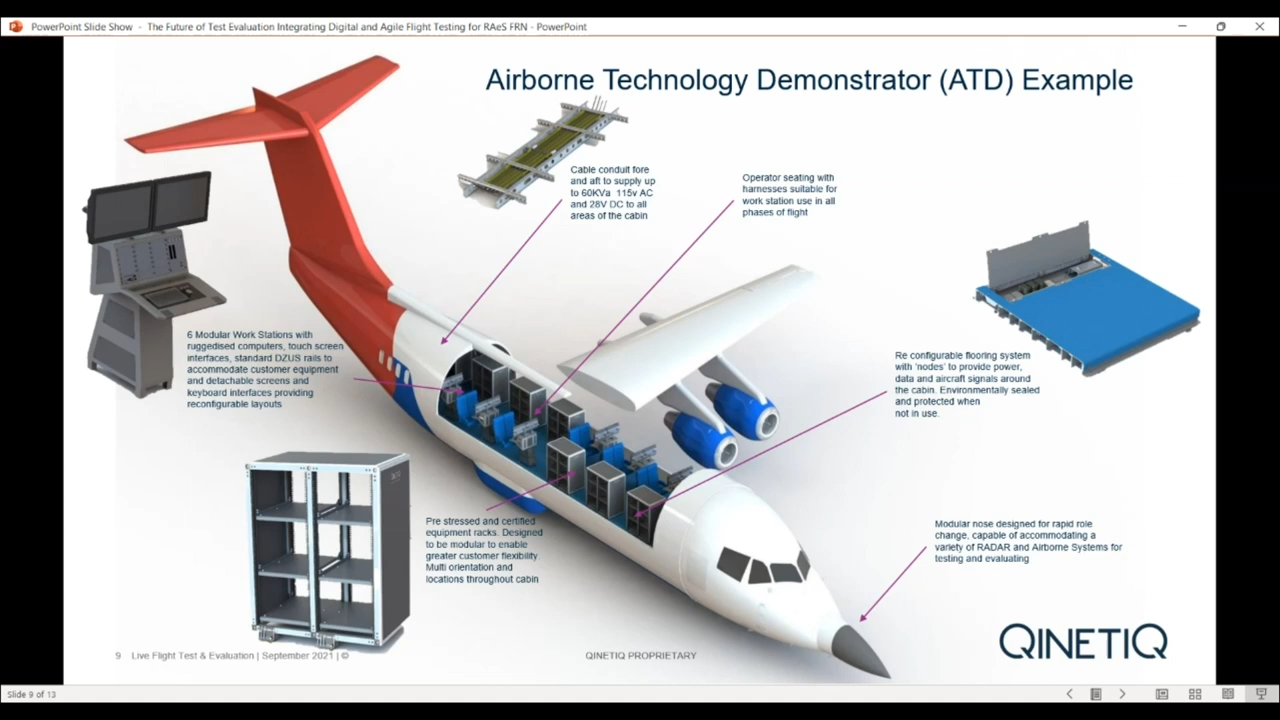 PowerPoint Slide Show - The Future of Test Evaluation Integrating Digital and Agile Flight Testing for RAeS FRN - PowerPoint
Airborne Technology Demonstrator (ATD) Example
Cable conduit fore
and aft to supply up
to 60KVa 115v AC
and 28V DC to all
areas of the cabin
Operator seating with
harnesses suitable for
work station use in all
phases of flight
6 Modular Work Stations with
ruggedised computers, touch screen
interfaces, standard DZUS rails to
accommodate customer equipment
and detachable screens and
keyboard interfaces providing
reconfigurable layouts
Re configurable flooring system
with 'nodes' to provide power,
data and aircraft signals around
the cabin. Environmentally sealed
and protected when
not in use.
Pre stressed and certified
equipment racks. Designed
to be modular to enable
greater customer flexibility.
Multi orientation and
locations throughout cabin
Modular nose designed for rapid role
change, capable of accommodating a
variety of RADAR and Airborne Systems for
testing and evaluating
QINETIQ
9 Live Flight Test & Evaluation | September 2021 | ©
QINETIQ PROPRIETARY
Slide 9 of 13